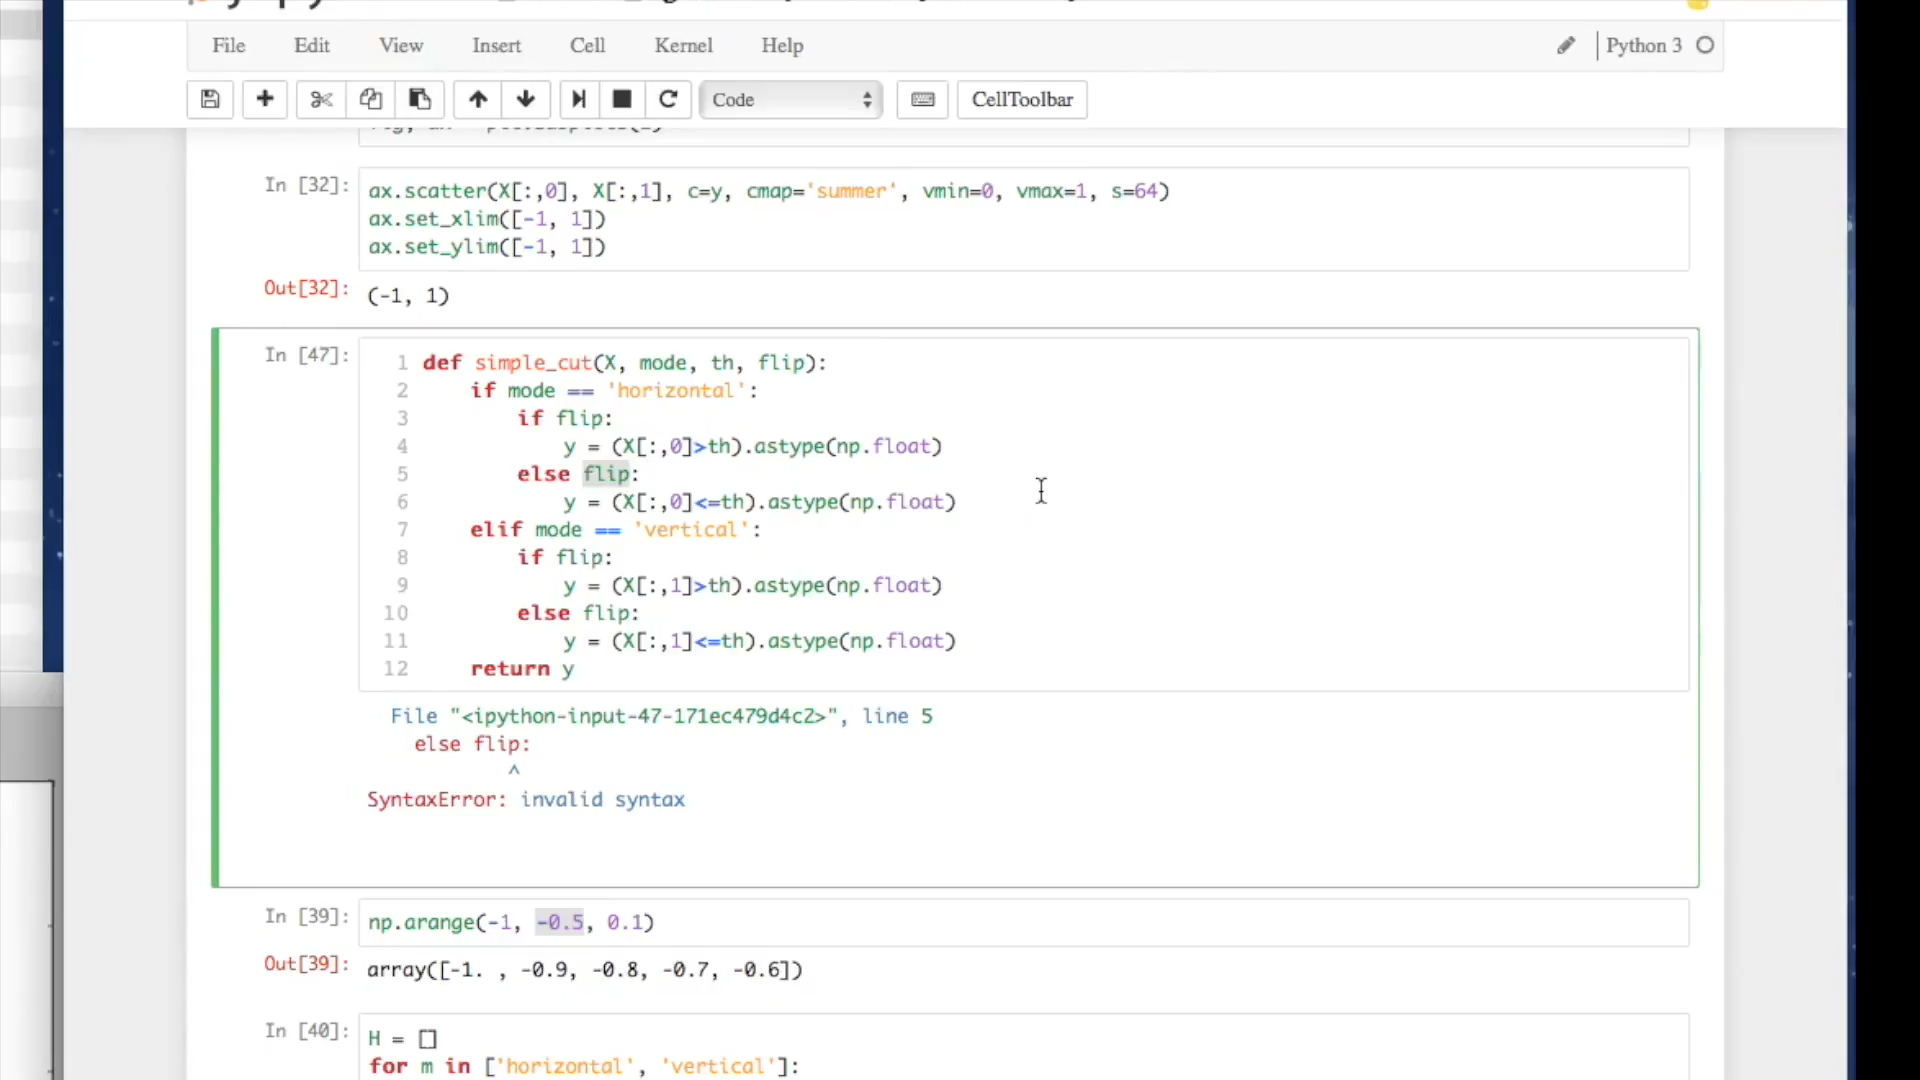 File Edit View Insert Cell Kernel Help Python 3
Code CellToolbar
In [32]: ax.scatter(X[:,0], X[:,1], c=y, cmap='summer', vmin=0, vmax=1, s=64)
ax.set_xlim([-1, 1])
ax.set_ylim([-1, 1])
Out[32]: (-1, 1)
In [47]: 1 def simple_cut(X, mode, th, flip):
2 if mode == 'horizontal':
3 if flip:
4 y = (X[:,0]>th).astype(np.float)
5 else flip:
6 y = (X[:,0]<=th).astype(np.float)
7 elif mode == 'vertical':
8 if flip:
9 y = (X[:,1]>th).astype(np.float)
10 else flip:
11 y = (X[:,1]<=th).astype(np.float)
12 return y
File "<ipython-input-47-171ec479d4c2>", line 5
else flip:
^
SyntaxError: invalid syntax
In [39]: np.arange(-1, -0.5, 0.1)
Out[39]: array([-1. , -0.9, -0.8, -0.7, -0.6])
In [40]: H = []
for m in ['horizontal', 'vertical']: